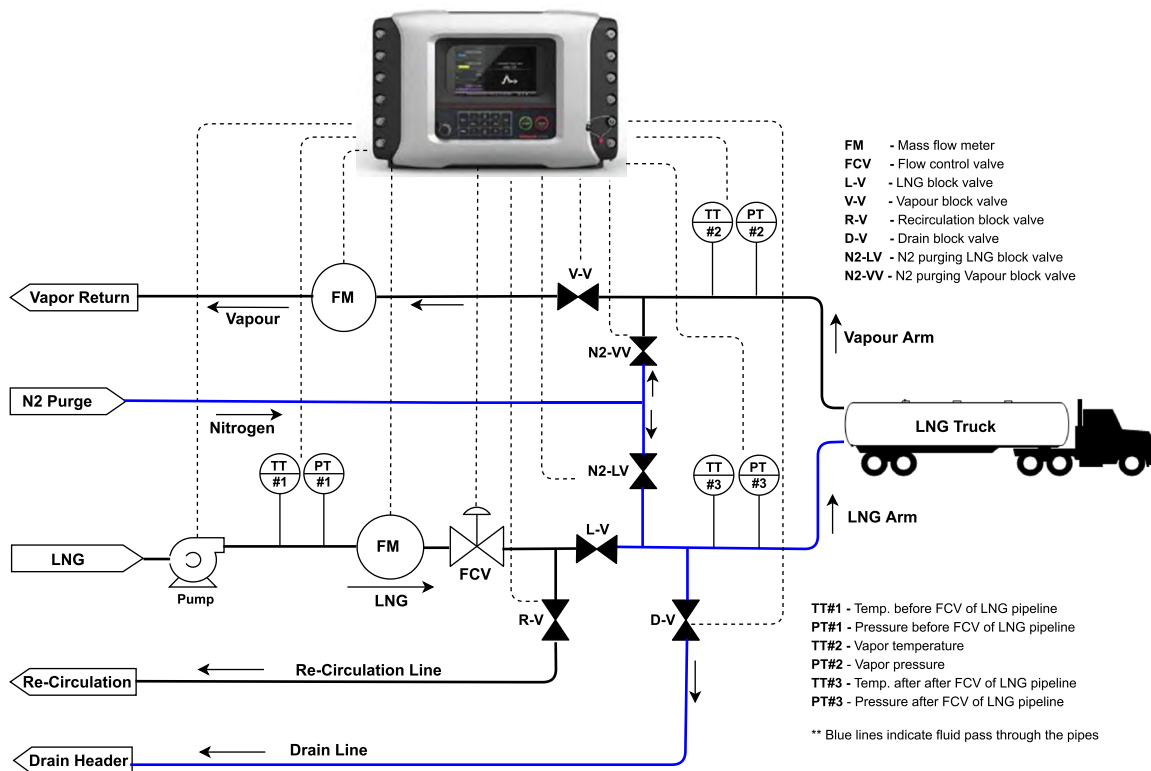 FM - Mass flow meter
FCV - Flow control valve
L-V - LNG block valve
V-V - Vapour block valve
R-V - Recirculation block valve
D-V - Drain block valve
N2-LV - N2 purging LNG block valve
N2-VV - N2 purging Vapour block valve
TT
#2
PT
#2
V-V
Vapor Return
FM
Vapour
N2-VV
Vapour Arm
N2 Purge
Nitrogen
LNG Truck
TT
#1
PT
#1
N2-LV
TT
#3
PT
#3
LNG Arm
L-V
LNG
FM
FCV
Pump
LNG
R-V
D-V
TT#1 - Temp. before FCV of LNG pipeline
PT#1 - Pressure before FCV of LNG pipeline
TT#2 - Vapor temperature
PT#2 - Vapor pressure
TT#3 - Temp. after after FCV of LNG pipeline
PT#3 - Pressure after FCV of LNG pipeline
Re-Circulation
Re-Circulation Line
** Blue lines indicate fluid pass through the pipes
Drain Header
Drain Line